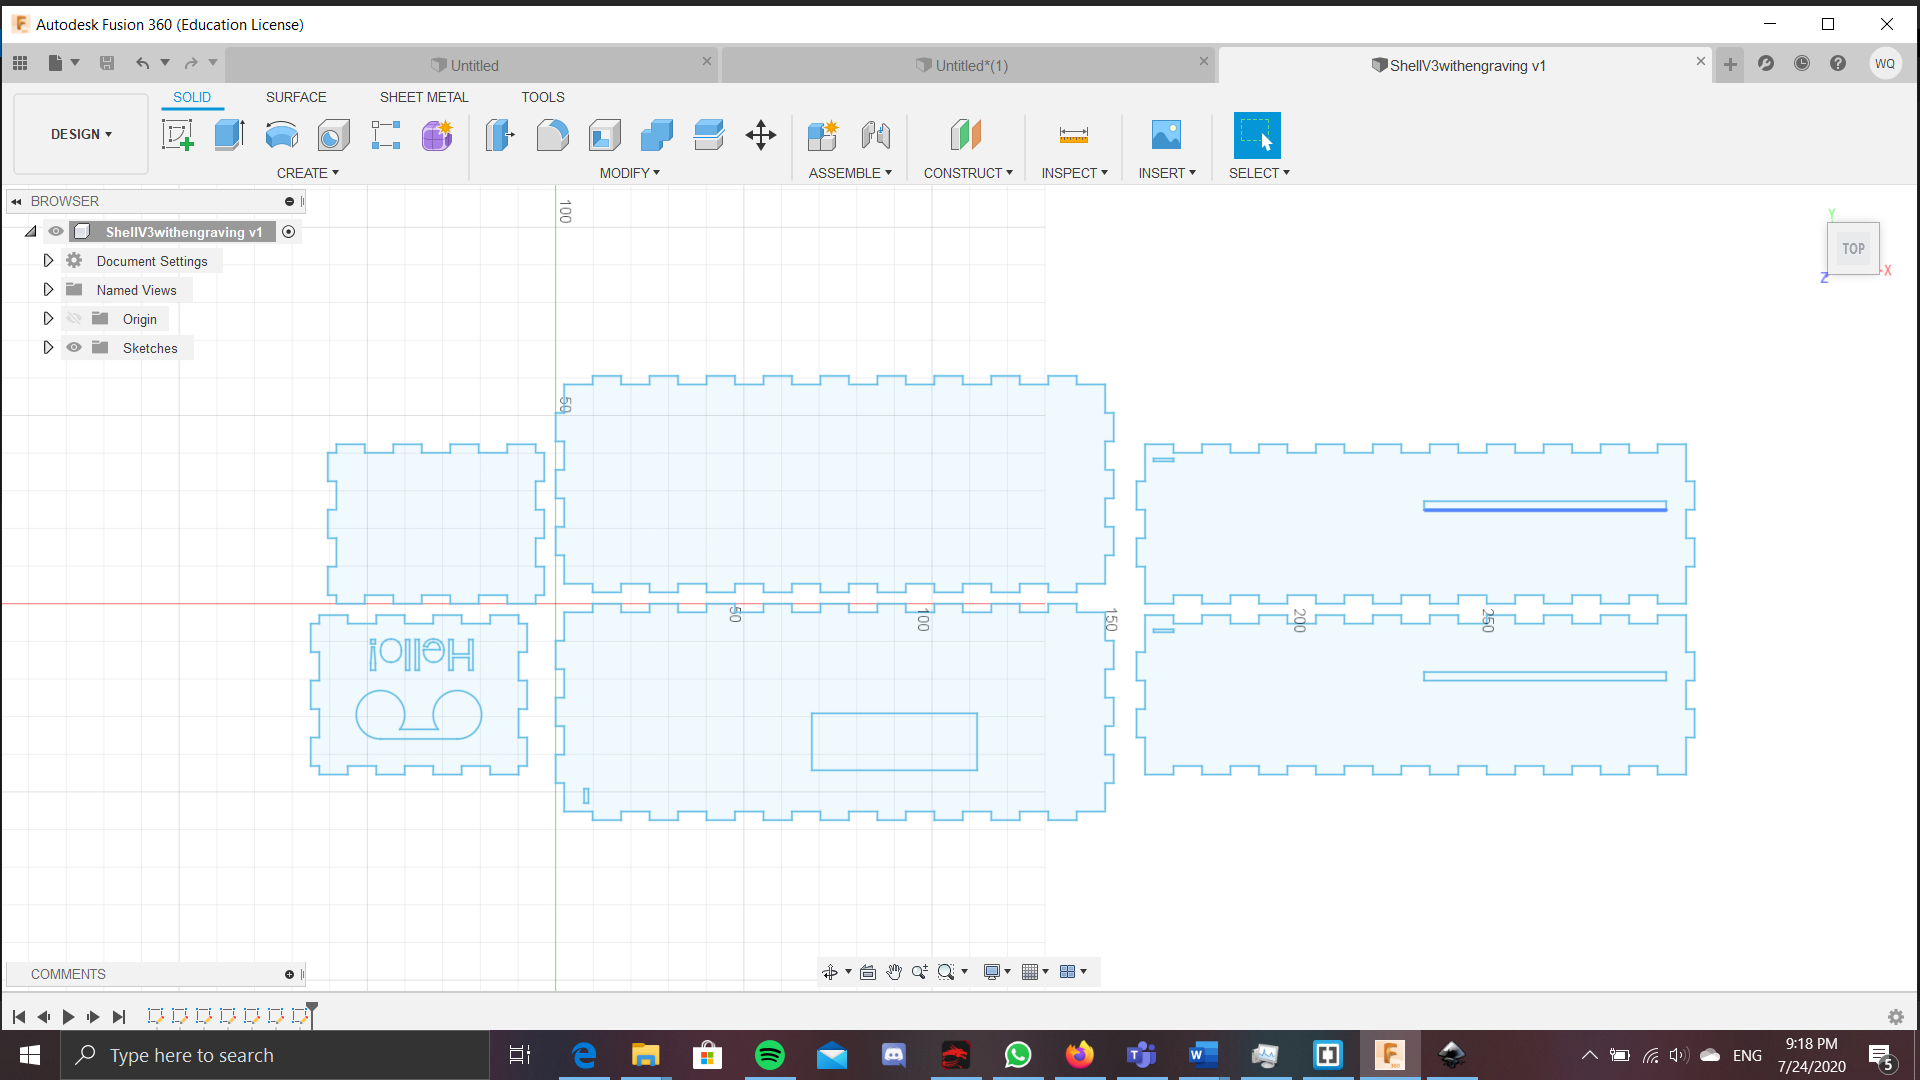 Autodesk Fusion 360 (Education License)
Untitled
Untitled*(1)
ShellV3withengraving v1
WQ
DESIGN
SOLID
SURFACE
SHEET METAL
TOOLS
CREATE
MODIFY
ASSEMBLE
CONSTRUCT
INSPECT
INSERT
SELECT
BROWSER
ShellV3withengraving v1
Document Settings
Named Views
Origin
Sketches
TOP
Y
X
Z
100
50
50
100
150
200
250
Hello!
COMMENTS
Type here to search
ENG
9:18 PM
7/24/2020
5